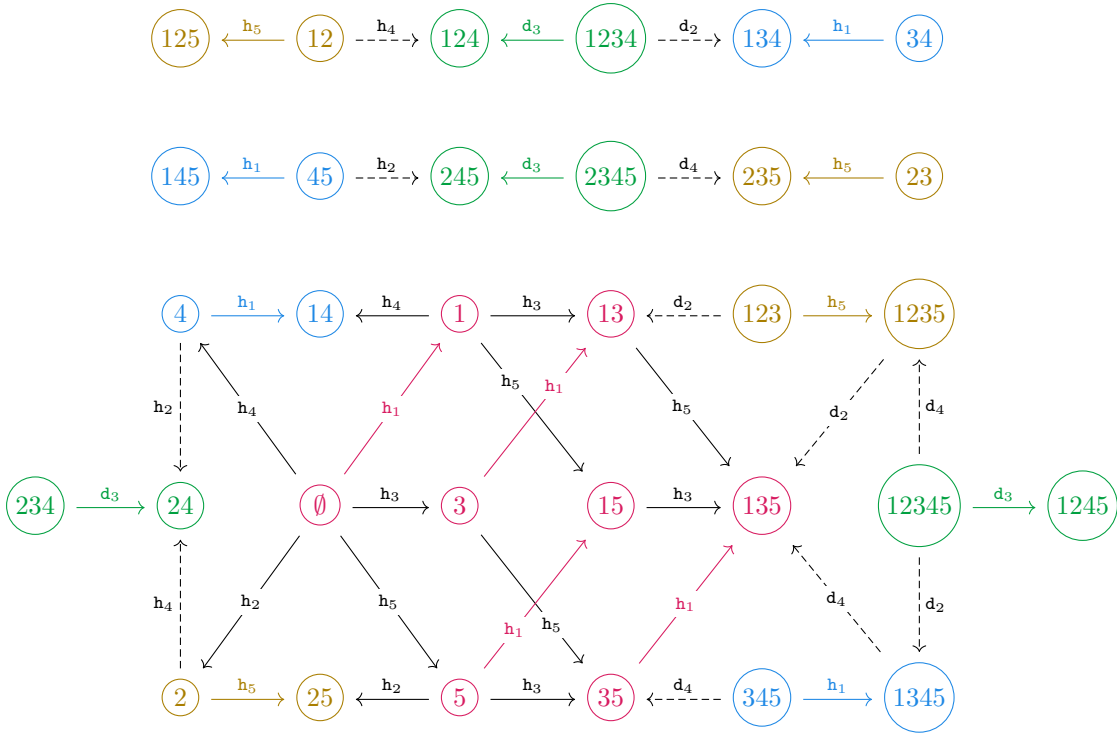 125 h₅ 12 h₄ 124 d₃ 1234 d₂ 134 h₁ 34
145 h₁ 45 h₂ 245 d₃ 2345 d₄ 235 h₅ 23
4 h₁ 14 h₄ 1 h₃ 13 d₂ 123 h₅ 1235
h₅ h₁
h₂ h₄ h₁ h₅ d₂ d₄
234 d₃ 24 ∅ h₃ 3 15 h₃ 135 12345 d₃ 1245
h₄ h₂ h₅ h₁ h₅ h₁ d₄ d₂
2 h₅ 25 h₂ 5 h₃ 35 d₄ 345 h₁ 1345